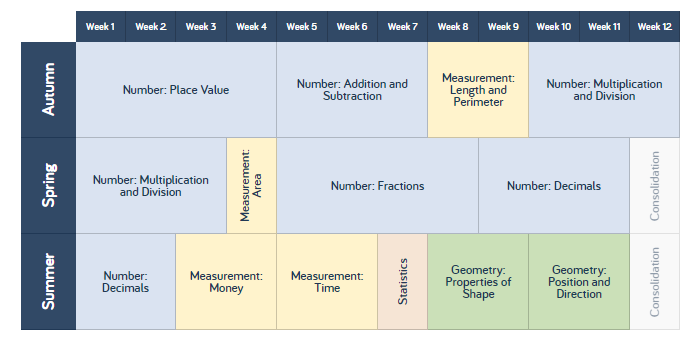 Week 1 Week 2 Week 3 Week 4 Week 5 Week 6 Week 7 Week 8 Week 9 Week 10 Week 11 Week 12
Autumn
Number: Place Value
Number: Addition and
Subtraction
Measurement:
Length and
Perimeter
Number: Multiplication
and Division
Spring
Number: Multiplication
and Division
Measurement:
Area
Number: Fractions
Number: Decimals
Consolidation
Summer
Number:
Decimals
Measurement:
Money
Measurement:
Time
Statistics
Geometry:
Properties of
Shape
Geometry:
Position and
Direction
Consolidation